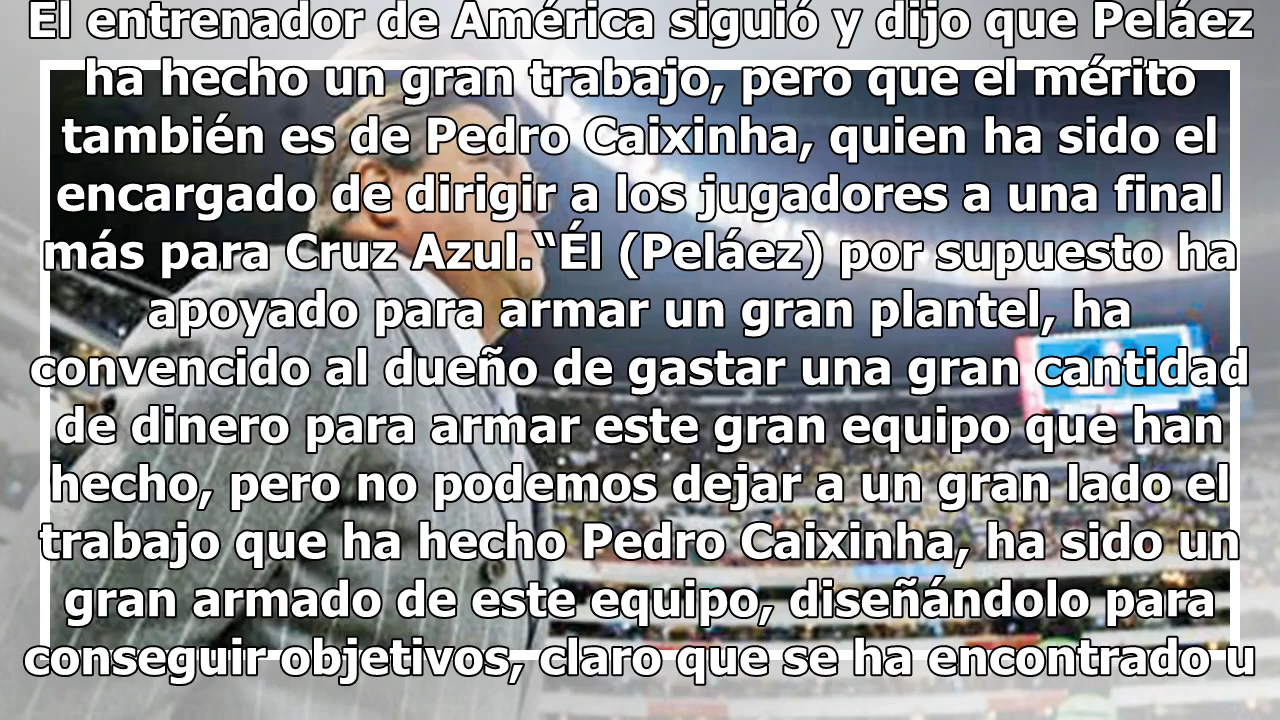 El entrenador de América siguió y dijo que Peláez
ha hecho un gran trabajo, pero que el mérito
también es de Pedro Caixinha, quien ha sido el
encargado de dirigir a los jugadores a una final
más para Cruz Azul.“Él (Peláez) por supuesto ha
apoyado para armar un gran plantel, ha
convencido al dueño de gastar una gran cantidad
de dinero para armar este gran equipo que han
hecho, pero no podemos dejar a un gran lado el
trabajo que ha hecho Pedro Caixinha, ha sido un
gran armado de este equipo, diseñándolo para
conseguir objetivos, claro que se ha encontrado u